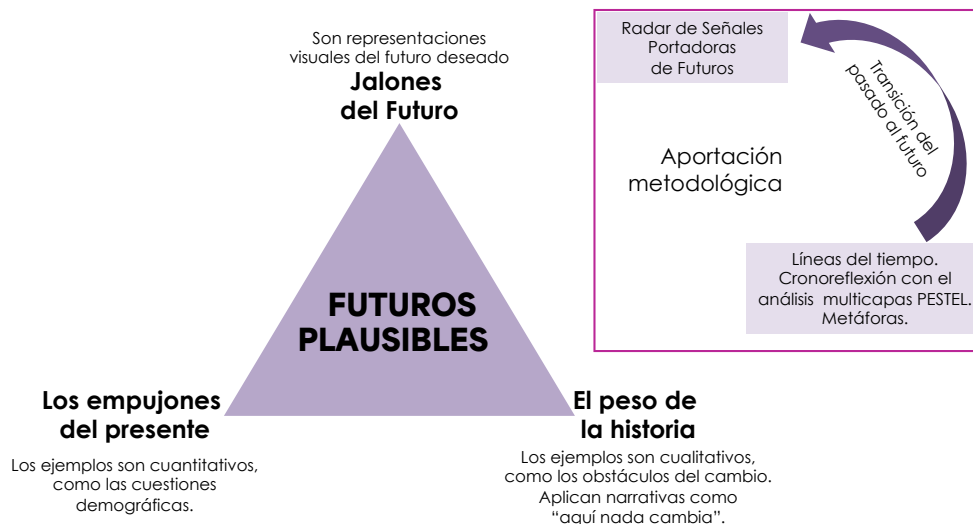 Son representaciones
visuales del futuro deseado
Jalones
del Futuro
FUTUROS
PLAUSIBLES
Los empujones
del presente
Los ejemplos son cuantitativos,
como las cuestiones
demográficas.
El peso de
la historia
Los ejemplos son cualitativos,
como los obstáculos del cambio.
Aplican narrativas como
“aquí nada cambia”.
Radar de Señales
Portadoras
de Futuros
Transición del
pasado al futuro
Aportación
metodológica
Líneas del tiempo.
Cronoreflexión con el
análisis multicapas PESTEL.
Metáforas.